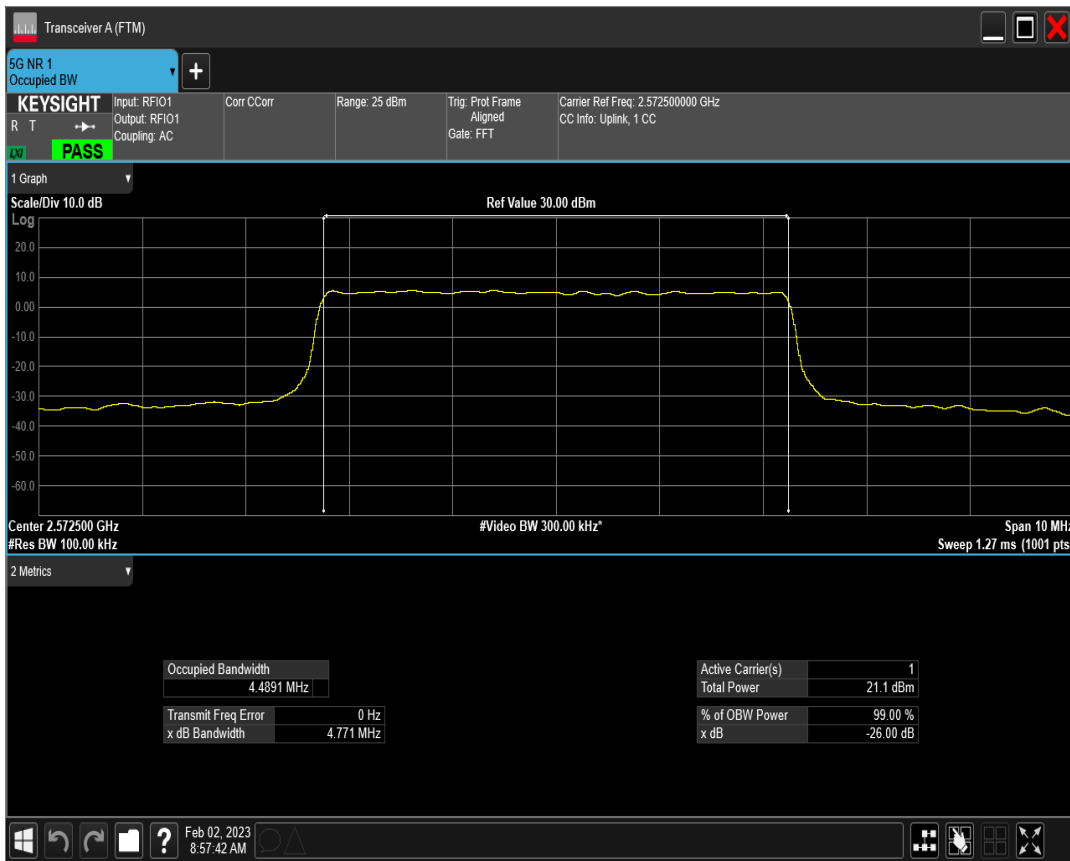 Transceiver A (FTM)
5G NR 1
Occupied BW
+
KEYSIGHT
R T
LXI
PASS
Input: RFIO1
Output: RFIO1
Coupling: AC
Corr CCorr
Range: 25 dBm
Trig: Prot Frame
Aligned
Gate: FFT
Carrier Ref Freq: 2.572500000 GHz
CC Info: Uplink, 1 CC
1 Graph
Scale/Div 10.0 dB
Ref Value 30.00 dBm
Log
20.0
10.0
0.00
-10.0
-20.0
-30.0
-40.0
-50.0
-60.0
Center 2.572500 GHz
#Video BW 300.00 kHz*
Span 10 MHz
#Res BW 100.00 kHz
Sweep 1.27 ms (1001 pts
2 Metrics
Occupied Bandwidth
4.4891 MHz
Transmit Freq Error 0 Hz
x dB Bandwidth 4.771 MHz
Active Carrier(s) 1
Total Power 21.1 dBm
% of OBW Power 99.00 %
x dB -26.00 dB
?
Feb 02, 2023
8:57:42 AM